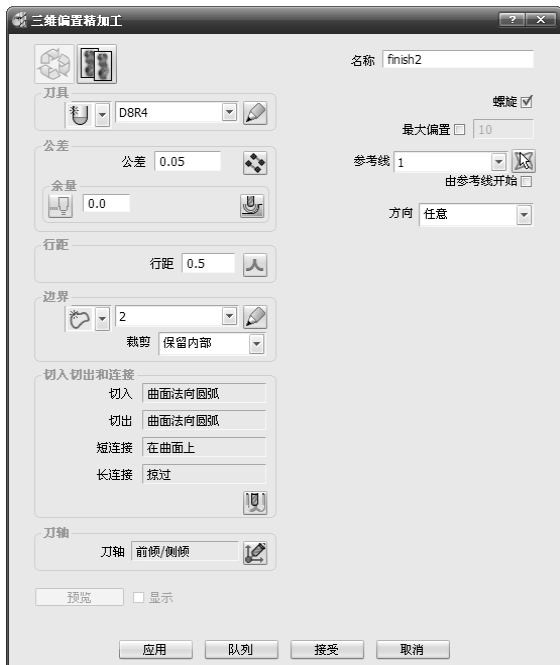 三维偏置精加工
名称 finish2
刀具
D8R4
螺旋
最大偏置 10
公差
公差 0.05
参考线 1
由参考线开始
余量
0.0
方向 任意
行距
行距 0.5
边界
2
裁剪 保留内部
切入切出和连接
切入 曲面法向圆弧
切出 曲面法向圆弧
短连接 在曲面上
长连接 掠过
刀轴
刀轴 前倾/侧倾
预览 显示
应用 队列 接受 取消